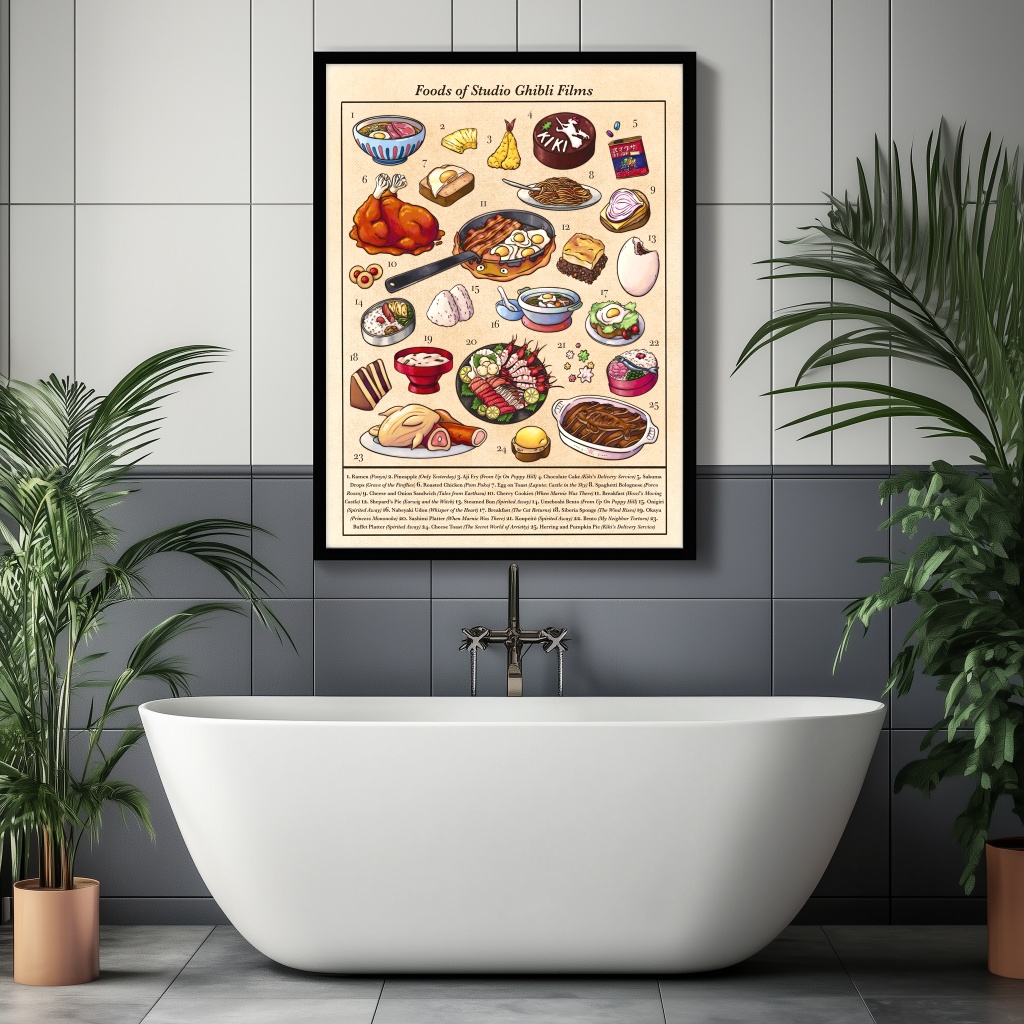 Foods of Studio Ghibli Films
1
2
3
4
KIKI
5
6
7
8
9
10
11
12
13
14
15
16
17
18
19
20
21
22
23
24
25
1. Ramen (Ponyo) 2. Pineapple (Only Yesterday) 3. Aji Fry (From Up On Poppy Hill) 4. Chocolate Cake (Kiki's Delivery Service) 5. Sakuma
Drops (Grave of the Fireflies) 6. Roasted Chicken (Pom Poko) 7. Egg on Toast (Laputa: Castle in the Sky) 8. Spaghetti Bolognese (Porco
Rosso) 9. Cheese and Onion Sandwich (Tales from Earthsea) 10. Cherry Cookies (When Marnie Was There) 11. Breakfast (Howl's Moving
Castle) 12. Shepard's Pie (Earwig and the Witch) 13. Steamed Bun (Spirited Away) 14. Umeboshi Bento (From Up On Poppy Hill) 15. Onigiri
(Spirited Away) 16. Nabeyaki Udon (Whisper of the Heart) 17. Breakfast (The Cat Returns) 18. Siberia Sponge (The Wind Rises) 19. Okayu
(Princess Mononoke) 20. Sashimi Platter (When Marnie Was There) 21. Konpeitō (Spirited Away) 22. Bento (My Neighbor Tortoro) 23.
Buffet Platter (Spirited Away) 24. Cheese Toast (The Secret World of Arriety) 25. Herring and Pumpkin Pie (Kiki's Delivery Service)